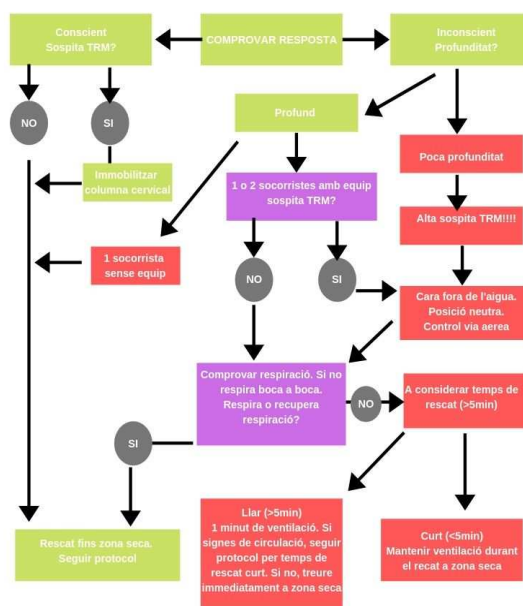 Conscient
Sospita TRM?
COMPROVAR RESPOSTA
Inconscient
Profunditat?
NO
SI
Profund
Poca profunditat
Immobilitzar
columna cervical
1 o 2 socorristes amb equip
sospita TRM?
Alta sospita TRM!!!!
1 socorrista
sense equip
NO
SI
Cara fora de l'aigua.
Posició neutra.
Control via aerea
Comprovar respiració. Si no
respira boca a boca.
Respira o recupera
respiració?
NO
A considerar temps de
rescat (>5min)
SI
Rescat fins zona seca.
Seguir protocol
Llar (>5min)
1 minut de ventilació. Si
signes de circulació, seguir
protocol per temps de
rescat curt. Si no, treure
immediatament a zona seca
Curt (<5min)
Mantenir ventilació durant
el recat a zona seca